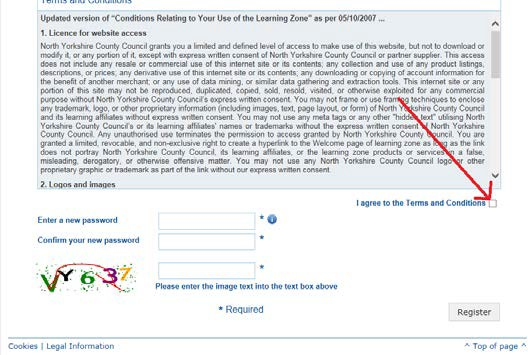 Terms and Conditions
Updated version of "Conditions Relating to Your Use of the Learning Zone" as per 05/10/2007 ...
1. Licence for website access
North Yorkshire County Council grants you a limited and defined level of access to make use of this website, but not to download or
modify it, or any portion of it, except with express written consent of North Yorkshire County Council or partner supplier. This access
does not include any resale or commercial use of this internet site or its contents; any collection and use of any product listings,
descriptions, or prices; any derivative use of this internet site or its contents; any downloading or copying of account information for
the benefit of another merchant; or any use of data mining, or similar data gathering and extraction tools. This internet site or any
portion of this site may not be reproduced, duplicated, copied, sold, resold, visited, or otherwise exploited for any commercial
purpose without North Yorkshire County Council's express written consent. You may not frame or use framing techniques to enclose
any trademark, logo, or other proprietary information (including images, text, page layout, or form) of North Yorkshire County Council
and its learning affiliates without express written consent. You may not use any meta tags or any other "hidden text" utilising North
Yorkshire County Council's or its learning affiliates' names or trademarks without the express written consent of North Yorkshire
County Council. Any unauthorised use terminates the permission to access granted by North Yorkshire County Council. You are
granted a limited, revocable, and non-exclusive right to create a hyperlink to the Welcome page of learning zone as long as the link
does not portray North Yorkshire County Council, its learning affiliates, or the learning zone products or services in a false,
misleading, derogatory, or otherwise offensive matter. You may not use any North Yorkshire County Council logo or other
proprietary graphic or trademark as part of the link without our express written consent.
2. Logos and images
I agree to the Terms and Conditions
Enter a new password *
Confirm your new password *
VY637 *
Please enter the image text into the text box above
* Required
Register
Cookies | Legal Information
^ Top of page ^